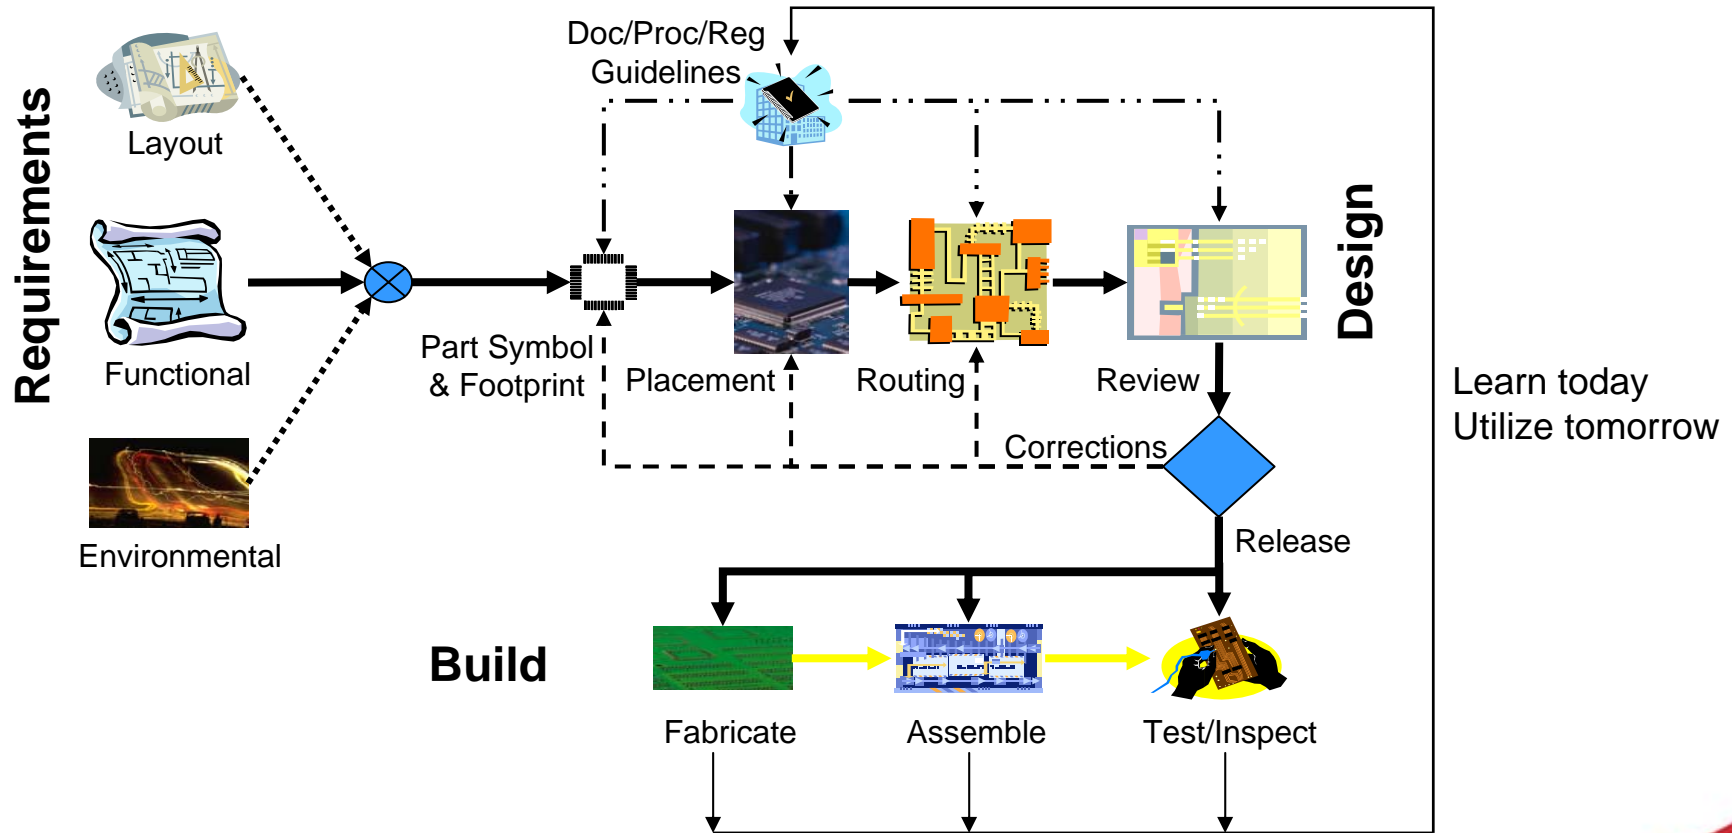 Requirements
Layout
Functional
Environmental
Doc/Proc/Reg
Guidelines
Part Symbol
& Footprint
Placement
Routing
Review
Design
Corrections
Release
Learn today
Utilize tomorrow
Build
Fabricate
Assemble
Test/Inspect